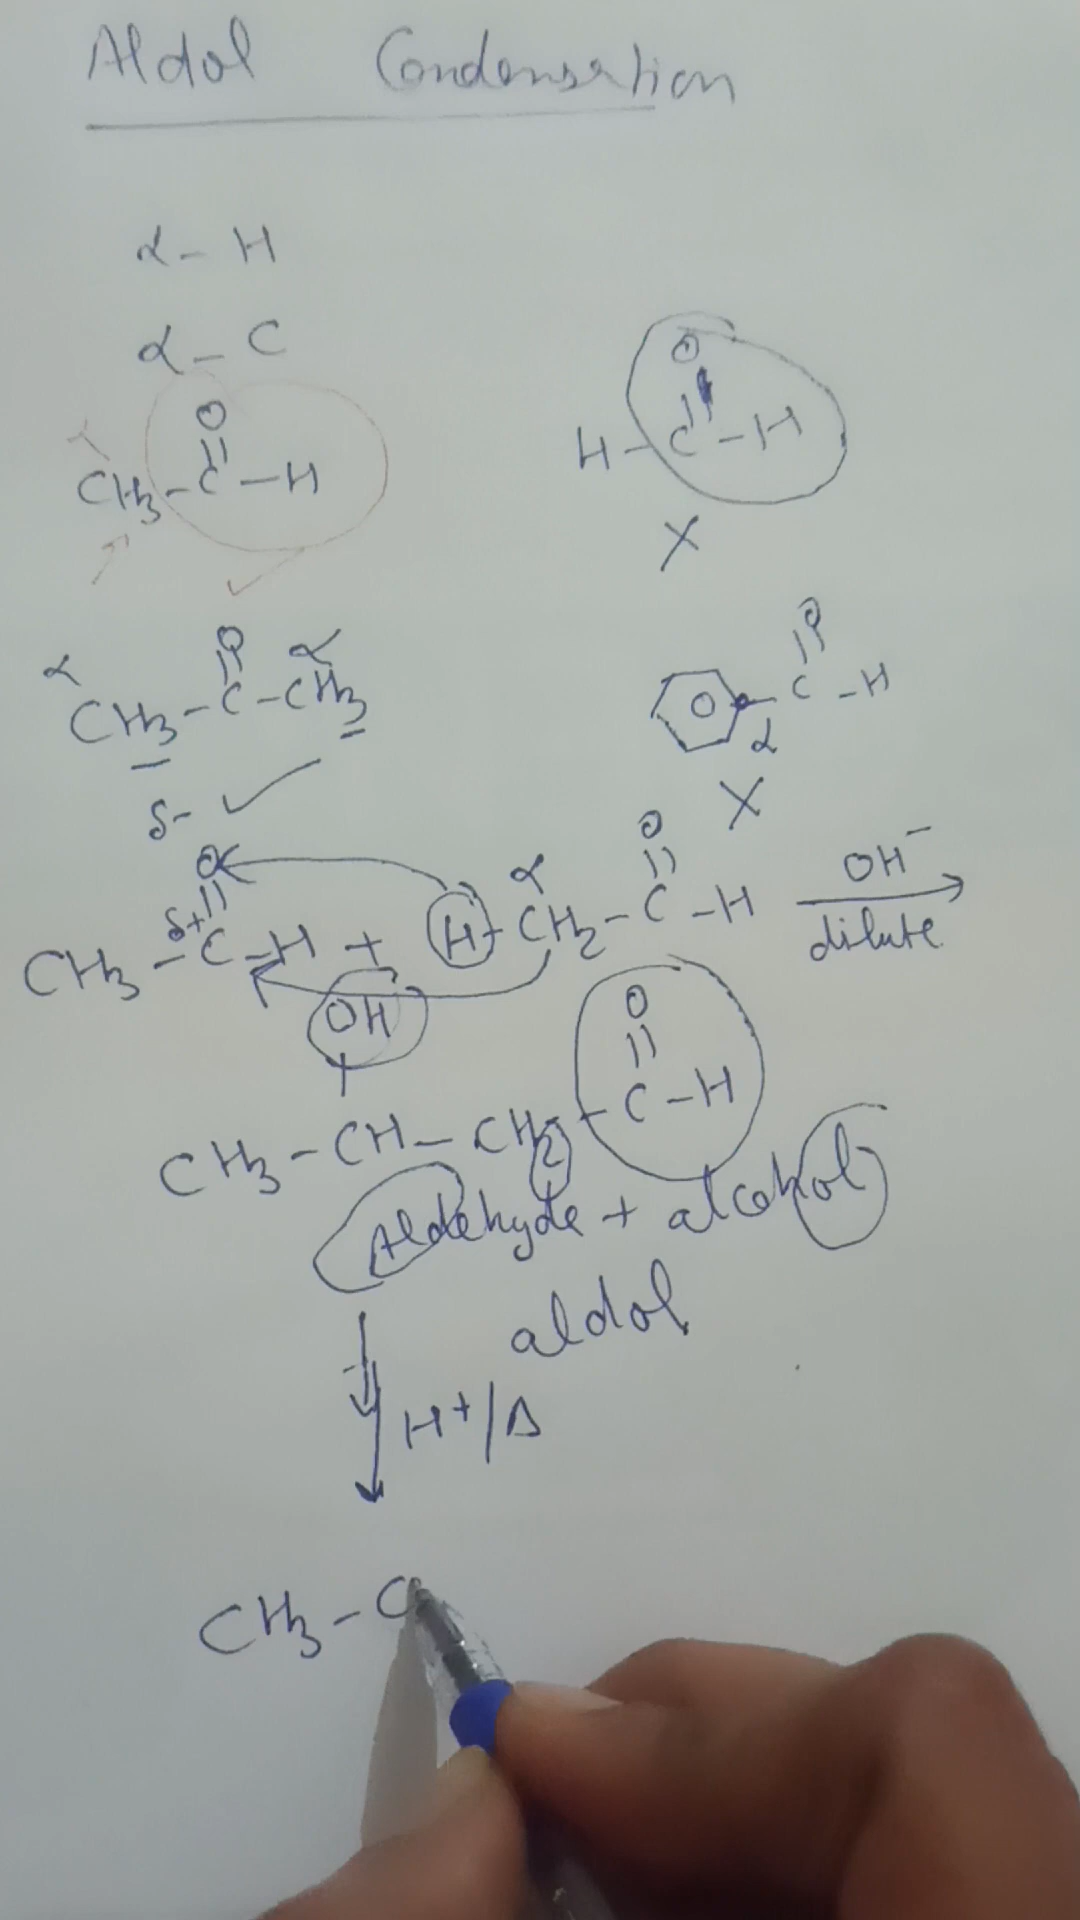 Aldol Condensation
α - H
α - C
O
||
CH3 - C - H
O
||
H - C - H
X
α O α
||
CH3 - C - CH3
O
||
C - H
α
X
δ- O
||
CH3 - δ+ C - H + H - CH2 - C - H OH-
α O
||
dilute
OH O
| ||
CH3 - CH - CH2 - C - H
Aldehyde + alcohol
aldol
H+/Δ
CH3 - C